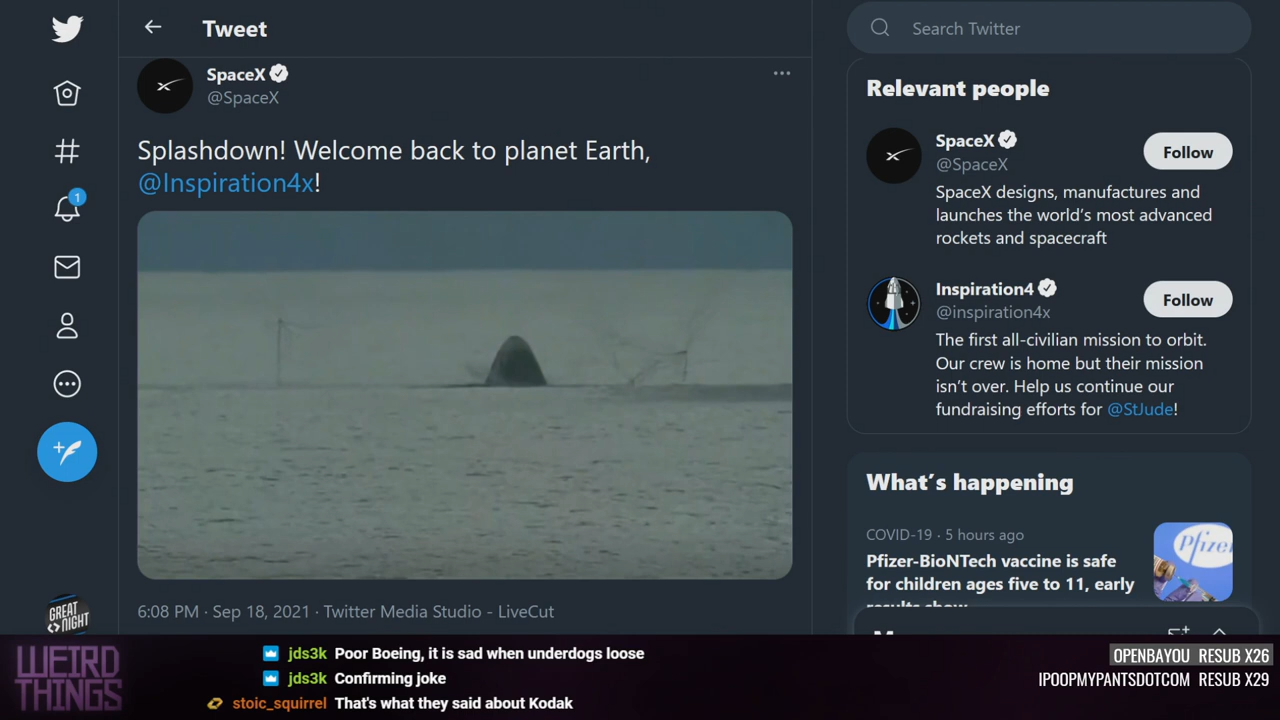 Tweet
SpaceX
@SpaceX
Splashdown! Welcome back to planet Earth,
@Inspiration4x!
6:08 PM · Sep 18, 2021 · Twitter Media Studio - LiveCut
1
Search Twitter
Relevant people
SpaceX
@SpaceX
Follow
SpaceX designs, manufactures and
launches the world's most advanced
rockets and spacecraft
Inspiration4
@inspiration4x
Follow
The first all-civilian mission to orbit.
Our crew is home but their mission
isn't over. Help us continue our
fundraising efforts for @StJude!
What's happening
COVID-19 · 5 hours ago
Pfizer-BioNTech vaccine is safe
for children ages five to 11, early
results show
Pfizer
GREAT
NIGHT
WEIRD
THINGS
jds3k Poor Boeing, it is sad when underdogs loose
jds3k Confirming joke
stoic_squirrel That's what they said about Kodak
OPENBAYOU RESUB X26
IPOOPMYPANTSDOTCOM RESUB X29